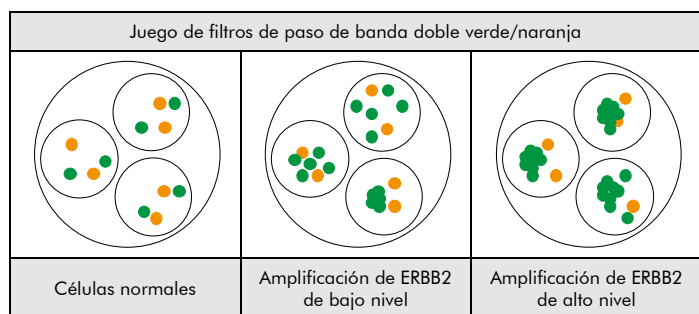 Juego de filtros de paso de banda doble verde/naranja
Células normales
Amplificación de ERBB2
de bajo nivel
Amplificación de ERBB2
de alto nivel